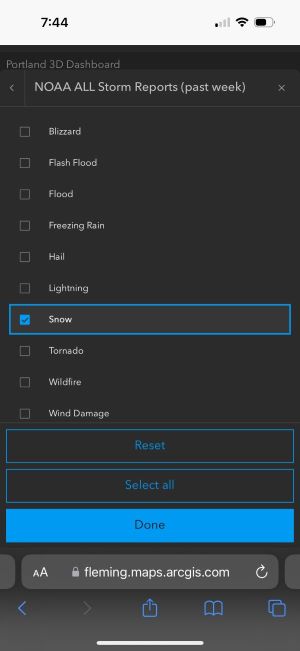 7:44
Portland 3D Dashboard
NOAA ALL Storm Reports (past week)
Blizzard
Flash Flood
Flood
Freezing Rain
Hail
Lightning
Snow
Tornado
Wildfire
Wind Damage
Reset
Select all
Done
AA fleming.maps.arcgis.com